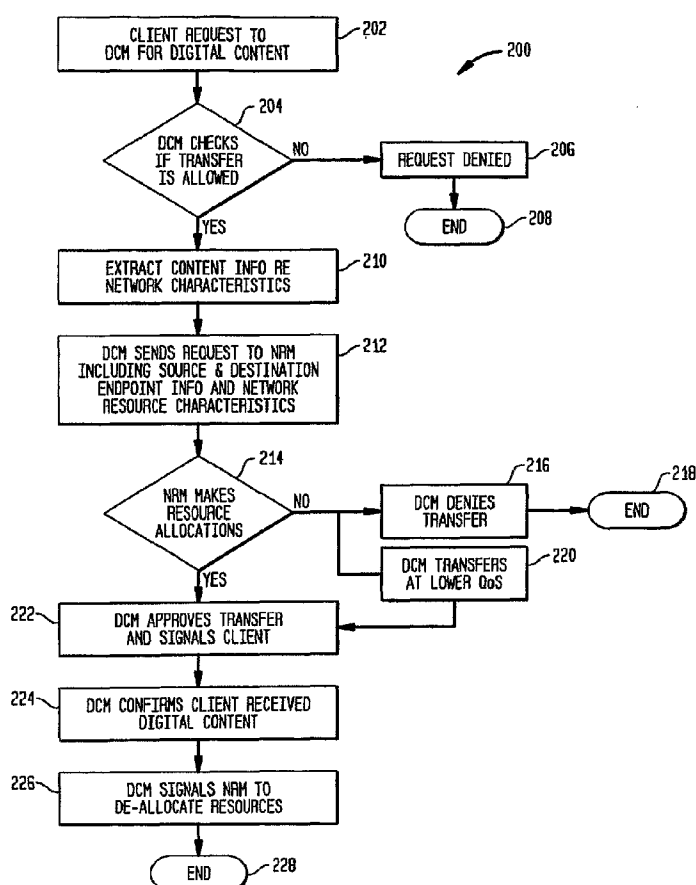 CLIENT REQUEST TO
DCM FOR DIGITAL CONTENT
202
200
204
DCM CHECKS
IF TRANSFER
IS ALLOWED
NO
REQUEST DENIED
206
END
208
YES
EXTRACT CONTENT INFO RE
NETWORK CHARACTERISTICS
210
DCM SENDS REQUEST TO NRM
INCLUDING SOURCE & DESTINATION
ENDPOINT INFO AND NETWORK
RESOURCE CHARACTERISTICS
212
214
NRM MAKES
RESOURCE
ALLOCATIONS
NO
216
DCM DENIES
TRANSFER
218
END
220
DCM TRANSFERS
AT LOWER QoS
YES
222
DCM APPROVES TRANSFER
AND SIGNALS CLIENT
224
DCM CONFIRMS CLIENT RECEIVED
DIGITAL CONTENT
226
DCM SIGNALS NRM TO
DE-ALLOCATE RESOURCES
END
228